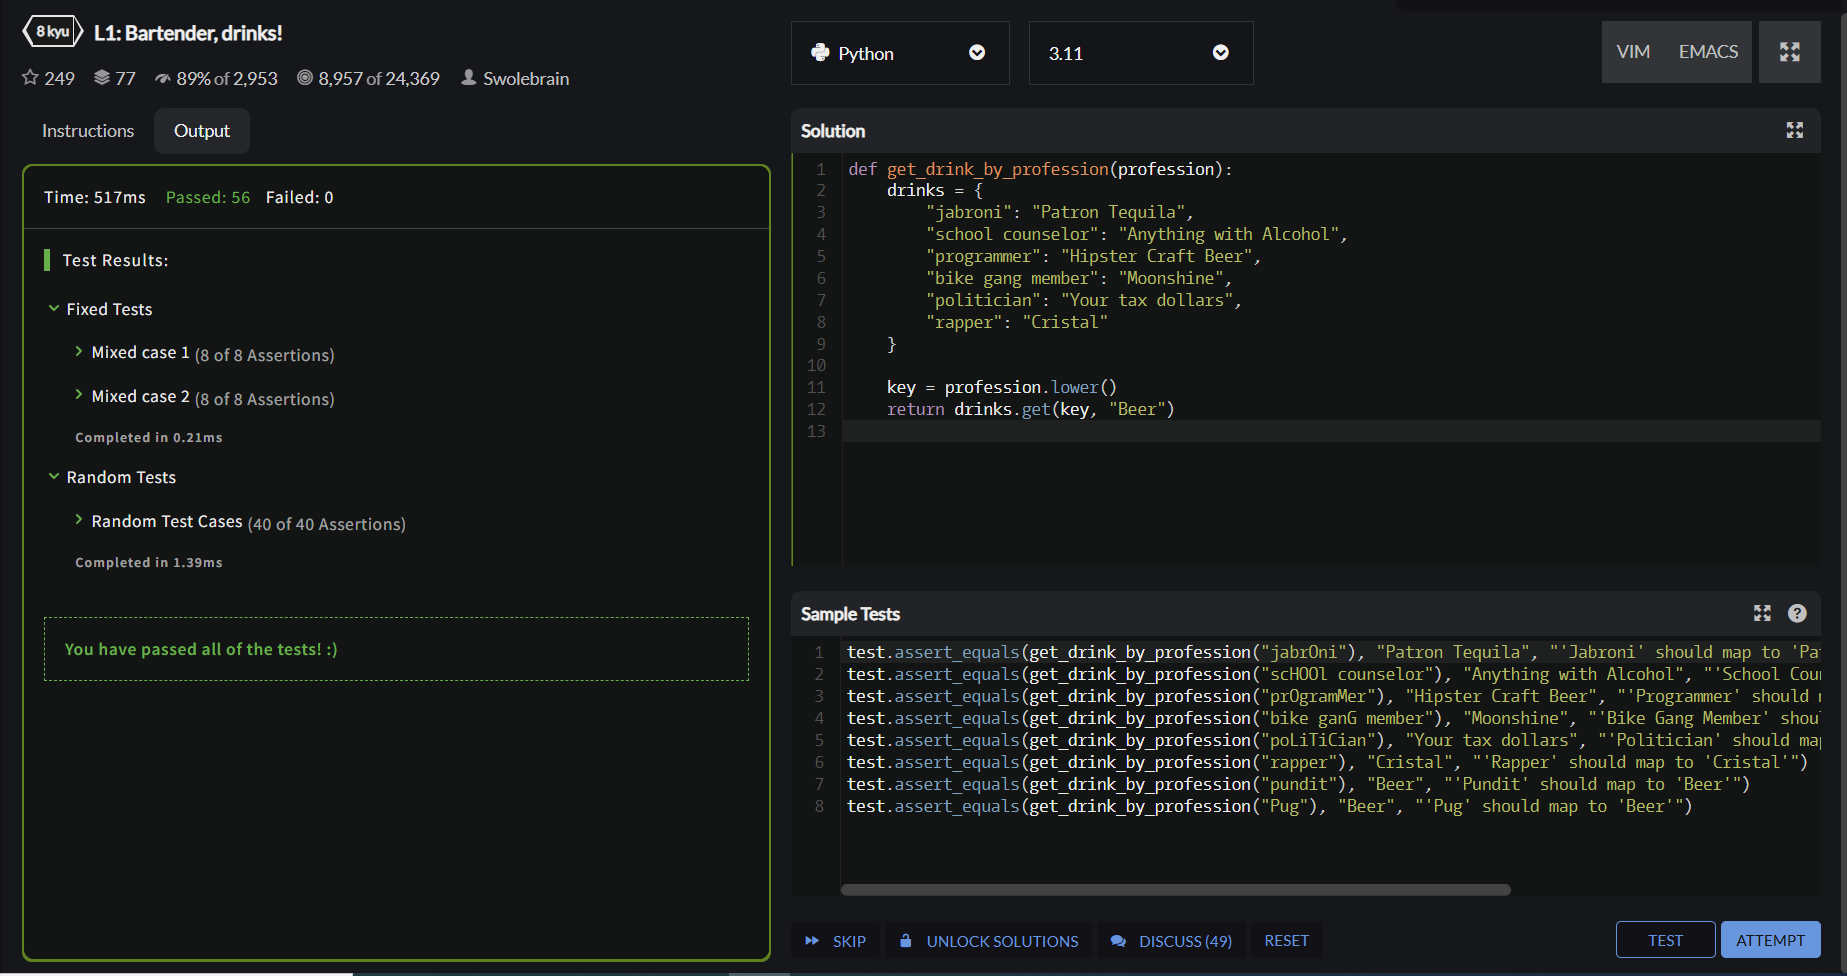 8 kyu L1: Bartender, drinks!
249 77 89% of 2,953 8,957 of 24,369 Swolebrain
Instructions Output
Time: 517ms Passed: 56 Failed: 0
Test Results:
Fixed Tests
Mixed case 1 (8 of 8 Assertions)
Mixed case 2 (8 of 8 Assertions)
Completed in 0.21ms
Random Tests
Random Test Cases (40 of 40 Assertions)
Completed in 1.39ms
You have passed all of the tests! :)
Python 3.11 VIM EMACS
Solution
1 def get_drink_by_profession(profession):
2     drinks = {
3         "jabroni": "Patron Tequila",
4         "school counselor": "Anything with Alcohol",
5         "programmer": "Hipster Craft Beer",
6         "bike gang member": "Moonshine",
7         "politician": "Your tax dollars",
8         "rapper": "Cristal"
9     }
10
11     key = profession.lower()
12     return drinks.get(key, "Beer")
13
Sample Tests
1 test.assert_equals(get_drink_by_profession("jabrOni"), "Patron Tequila", "'Jabroni' should map to 'Pa
2 test.assert_equals(get_drink_by_profession("scHOOl counselor"), "Anything with Alcohol", "'School Cou
3 test.assert_equals(get_drink_by_profession("prOgramMer"), "Hipster Craft Beer", "'Programmer' should
4 test.assert_equals(get_drink_by_profession("bike ganG member"), "Moonshine", "'Bike Gang Member' shou
5 test.assert_equals(get_drink_by_profession("poLiTiCian"), "Your tax dollars", "'Politician' should ma
6 test.assert_equals(get_drink_by_profession("rapper"), "Cristal", "'Rapper' should map to 'Cristal'")
7 test.assert_equals(get_drink_by_profession("pundit"), "Beer", "'Pundit' should map to 'Beer'")
8 test.assert_equals(get_drink_by_profession("Pug"), "Beer", "'Pug' should map to 'Beer'")
SKIP UNLOCK SOLUTIONS DISCUSS (49) RESET TEST ATTEMPT